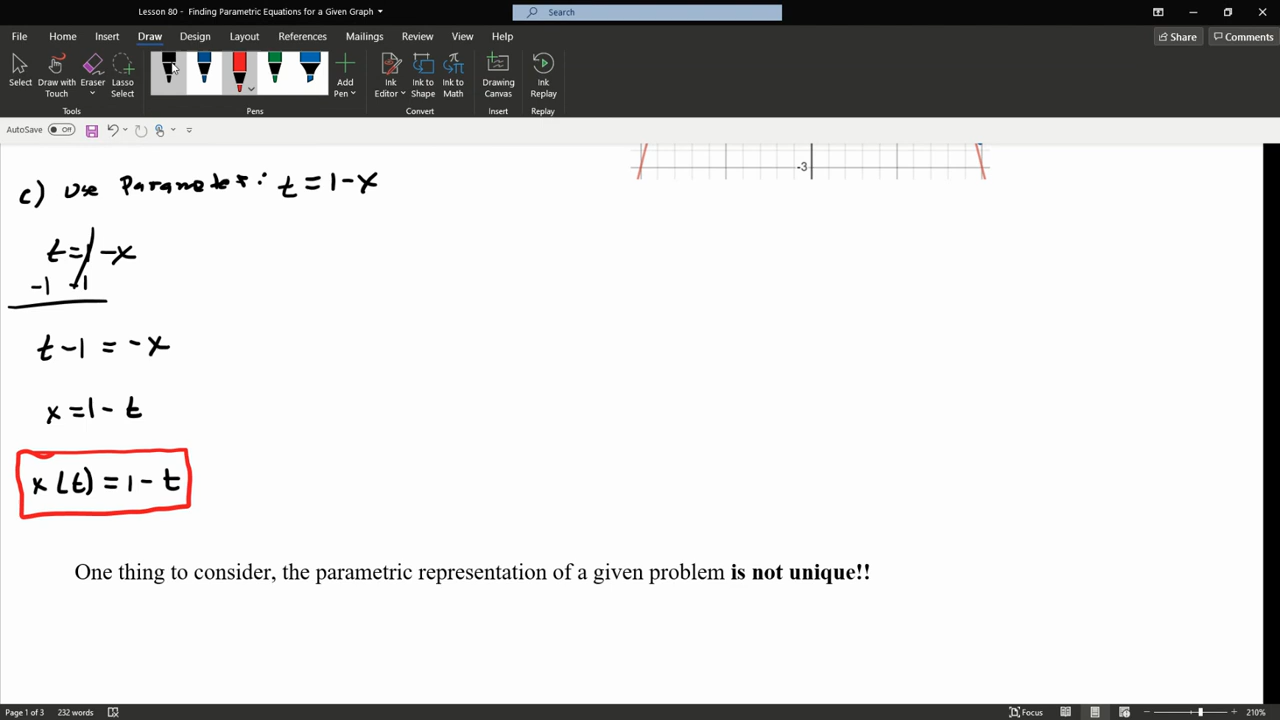 Lesson 80 - Finding Parametric Equations for a Given Graph
Search
File Home Insert Draw Design Layout References Mailings Review View Help
Share Comments
Select Draw with Touch Eraser Lasso Select Add Pen Ink Editor Ink to Shape Ink to Math Drawing Canvas Ink Replay
Tools Pens Convert Insert Replay
AutoSave Off
-3
c) Use Parameter: t = 1 - x
t = 1 - x
-1 -1
t - 1 = - x
x = 1 - t
x (t) = 1 - t
One thing to consider, the parametric representation of a given problem is not unique!!
Page 1 of 3 232 words Focus 210%